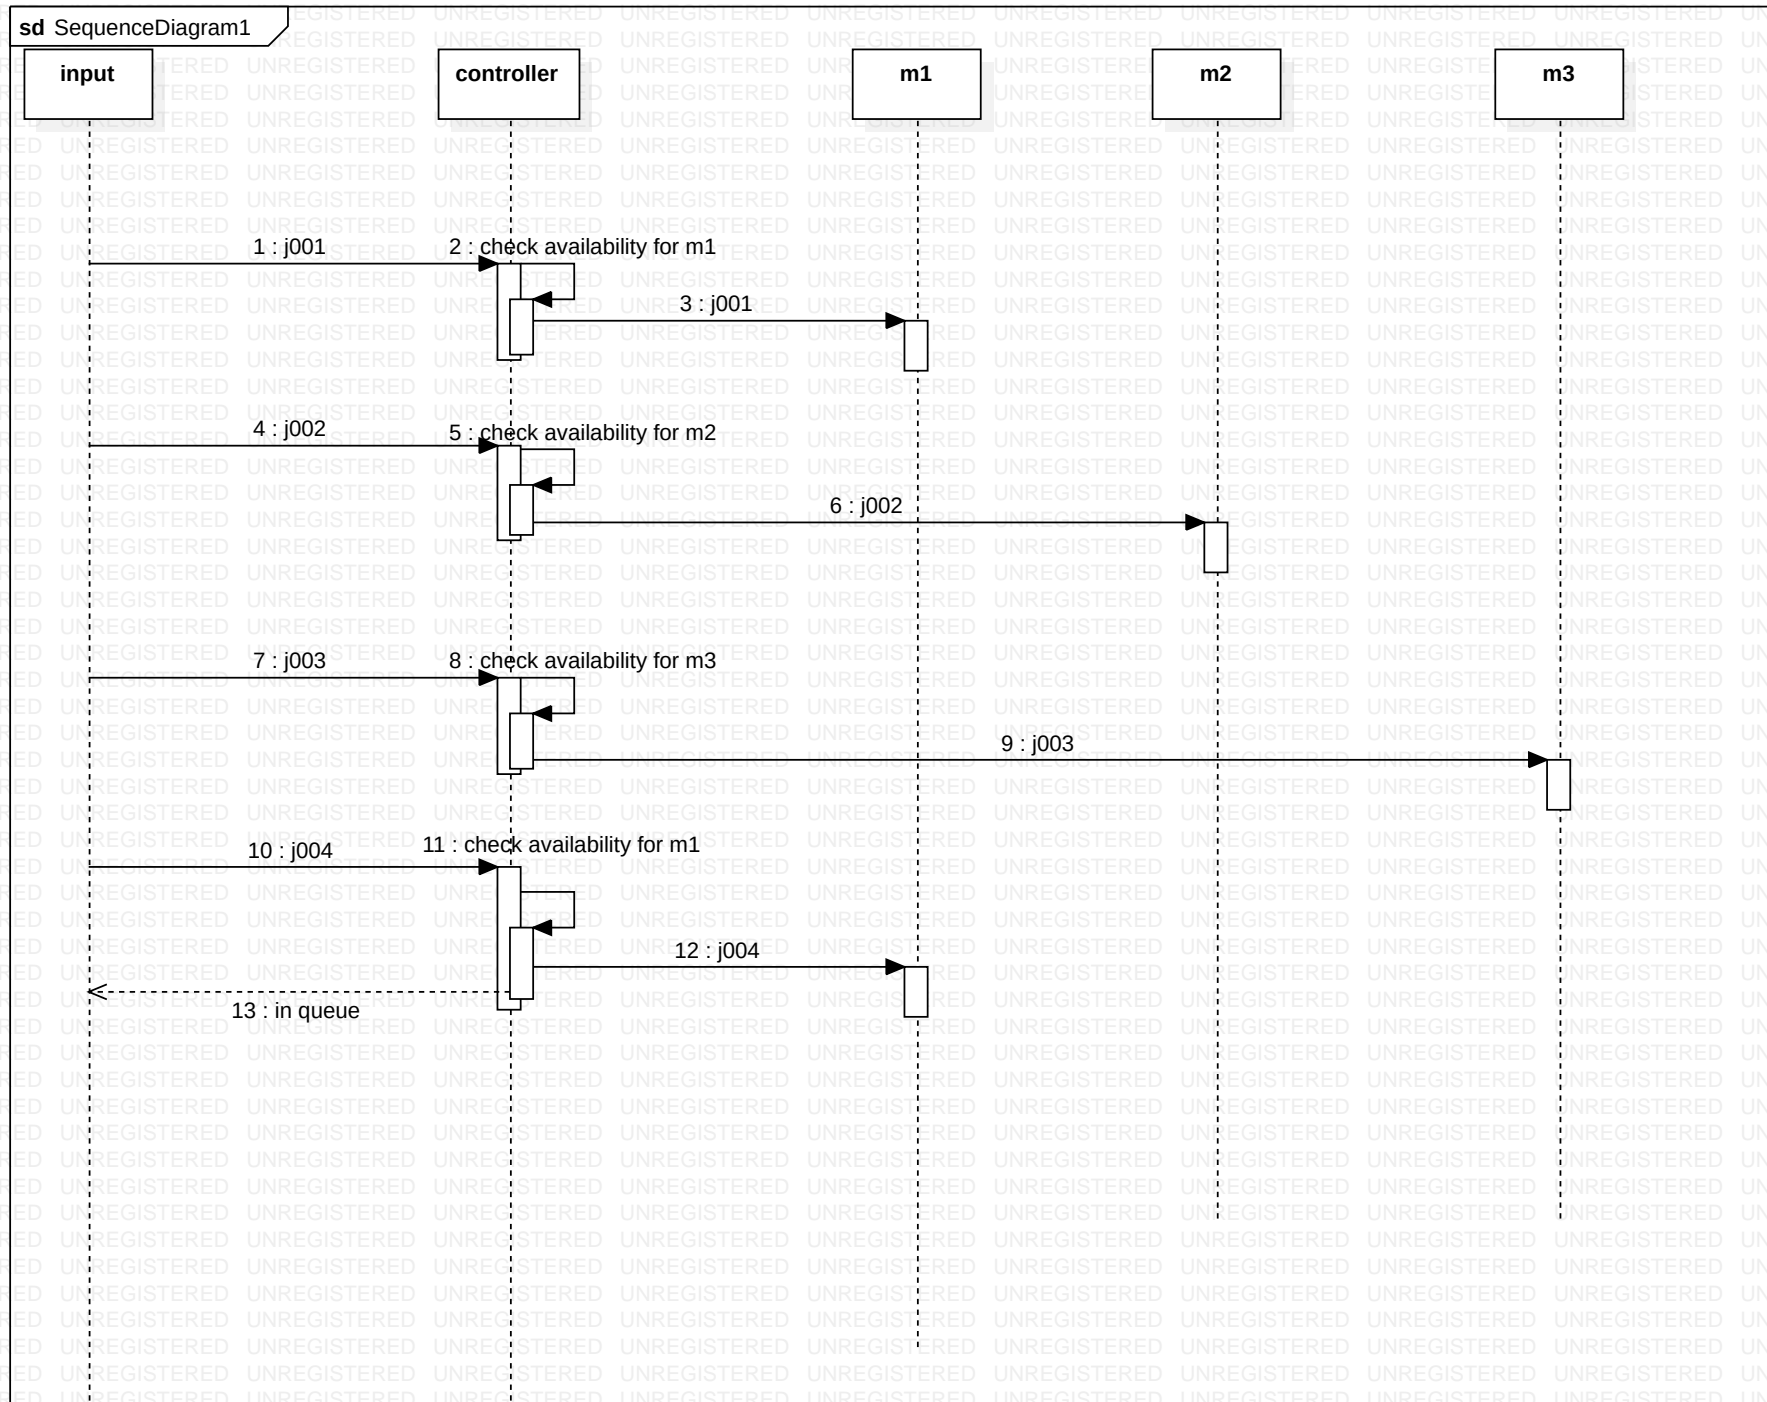 sd SequenceDiagram1
input
controller
m1
m2
m3
1 : j001
2 : check availability for m1
3 : j001
4 : j002
5 : check availability for m2
6 : j002
7 : j003
8 : check availability for m3
9 : j003
10 : j004
11 : check availability for m1
12 : j004
13 : in queue
UNREGISTERED